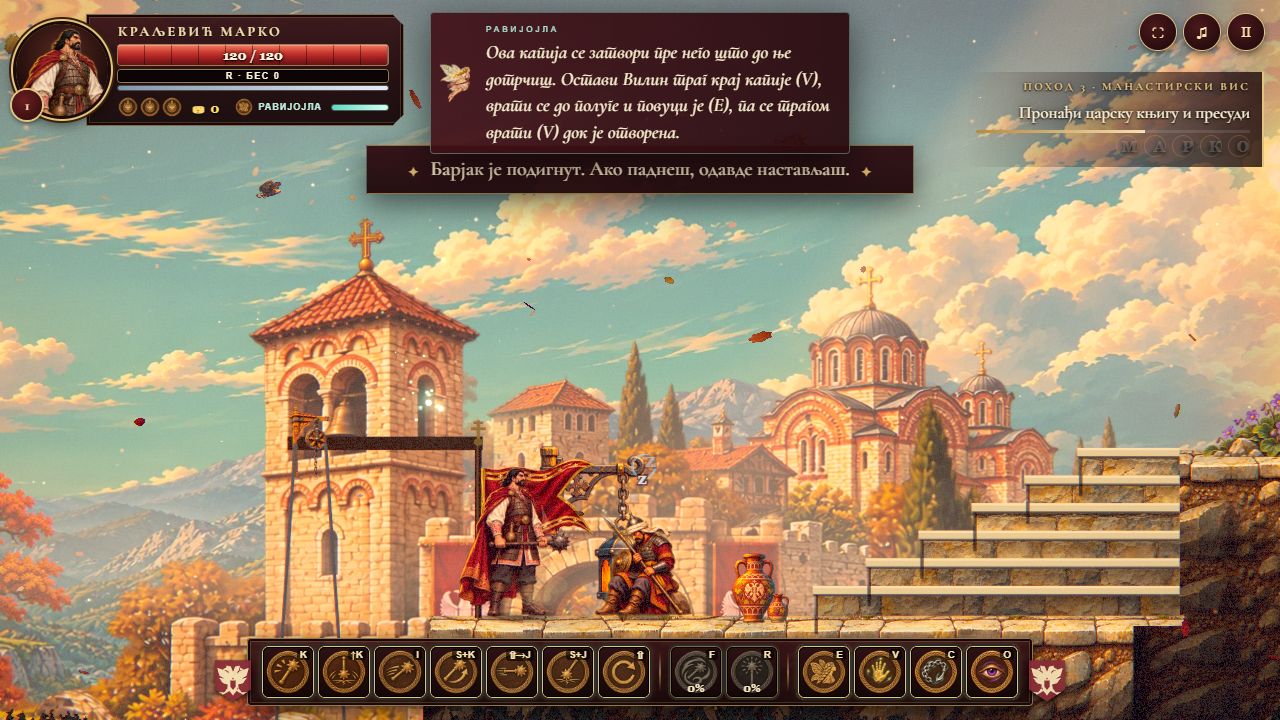 КРАЉЕВИЋ МАРКО
120 / 120
R · БЕС 0
I
0
РАВИЈОЈЛА
РАВИЈОЈЛА
Ова капија се затвори пре него што до ње
дотрчиш. Остави Вилин траг крај капије (V),
врати се до полуге и повуци је (E), па се трагом
врати (V) док је отворена.
Барјак је подигнут. Ако паднеш, одавде настављаш.
ПОХОД 3 · МАНАСТИРСКИ ВИС
Пронађи царску књигу и пресуди
М А Р К О
Z
z
K
↑K
I
S+K
⇧→J
S+J
⇧
F
0%
R
0%
E
V
C
O